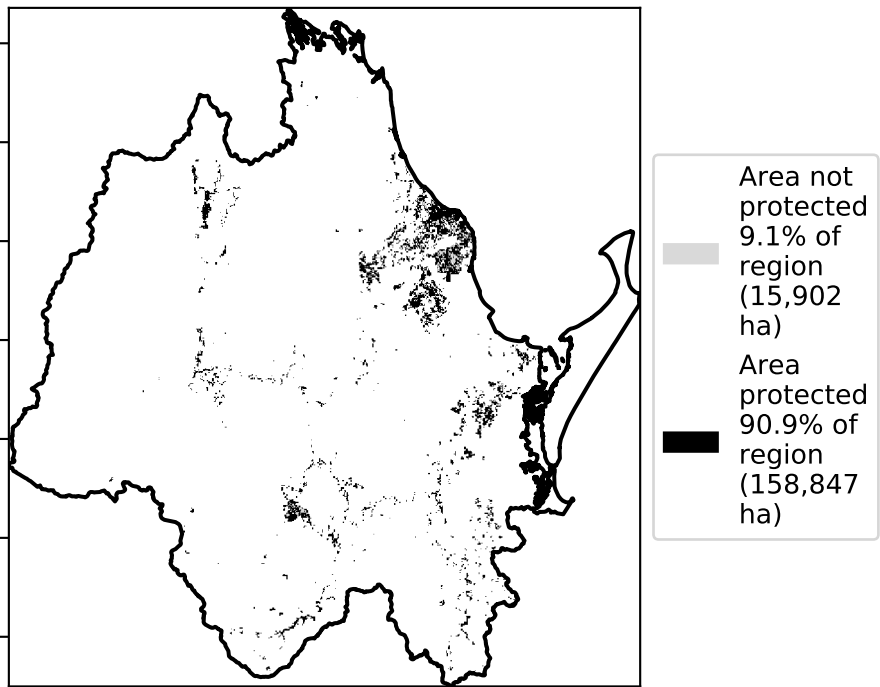 Area not
protected
9.1% of
region
(15,902
ha)
Area
protected
90.9% of
region
(158,847
ha)